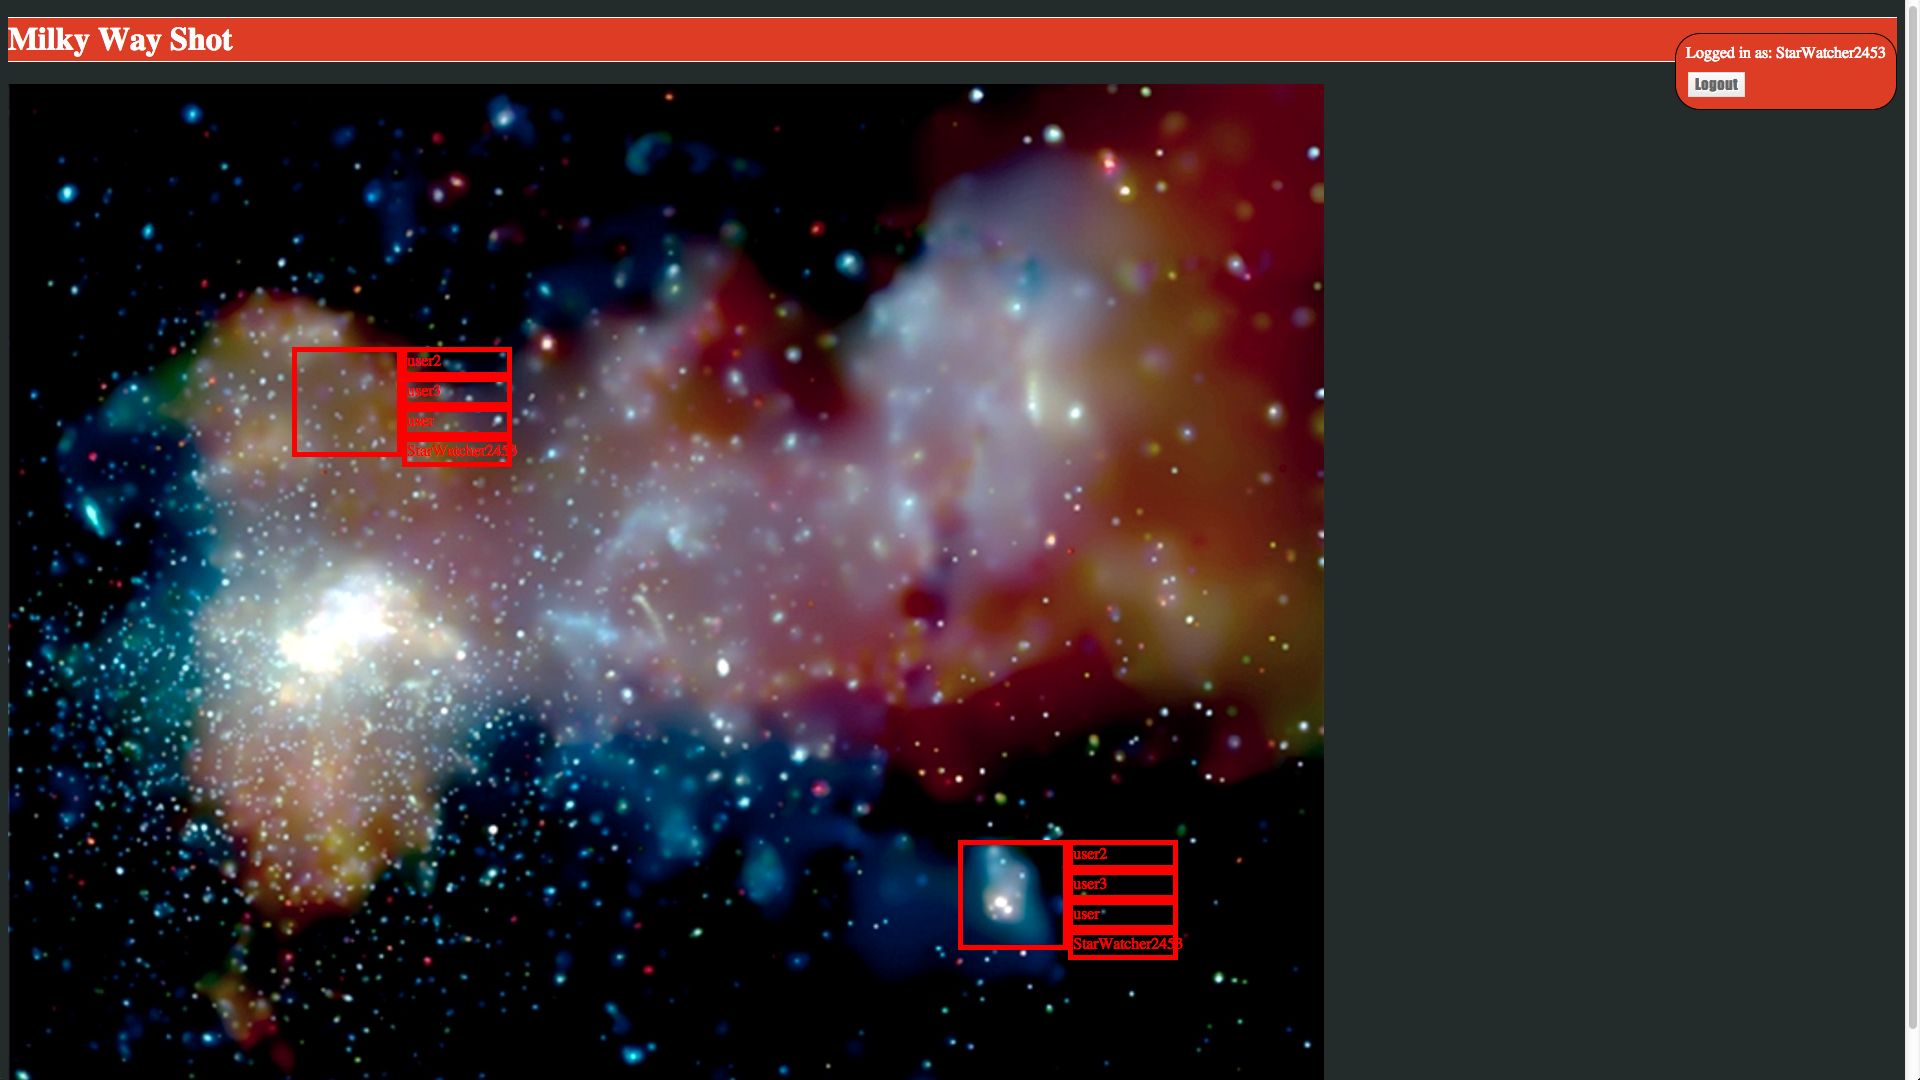 Milky Way Shot
Logged in as: StarWatcher2453
Logout
user2
user3
user
StarWatcher2453
user2
user3
user
StarWatcher2453